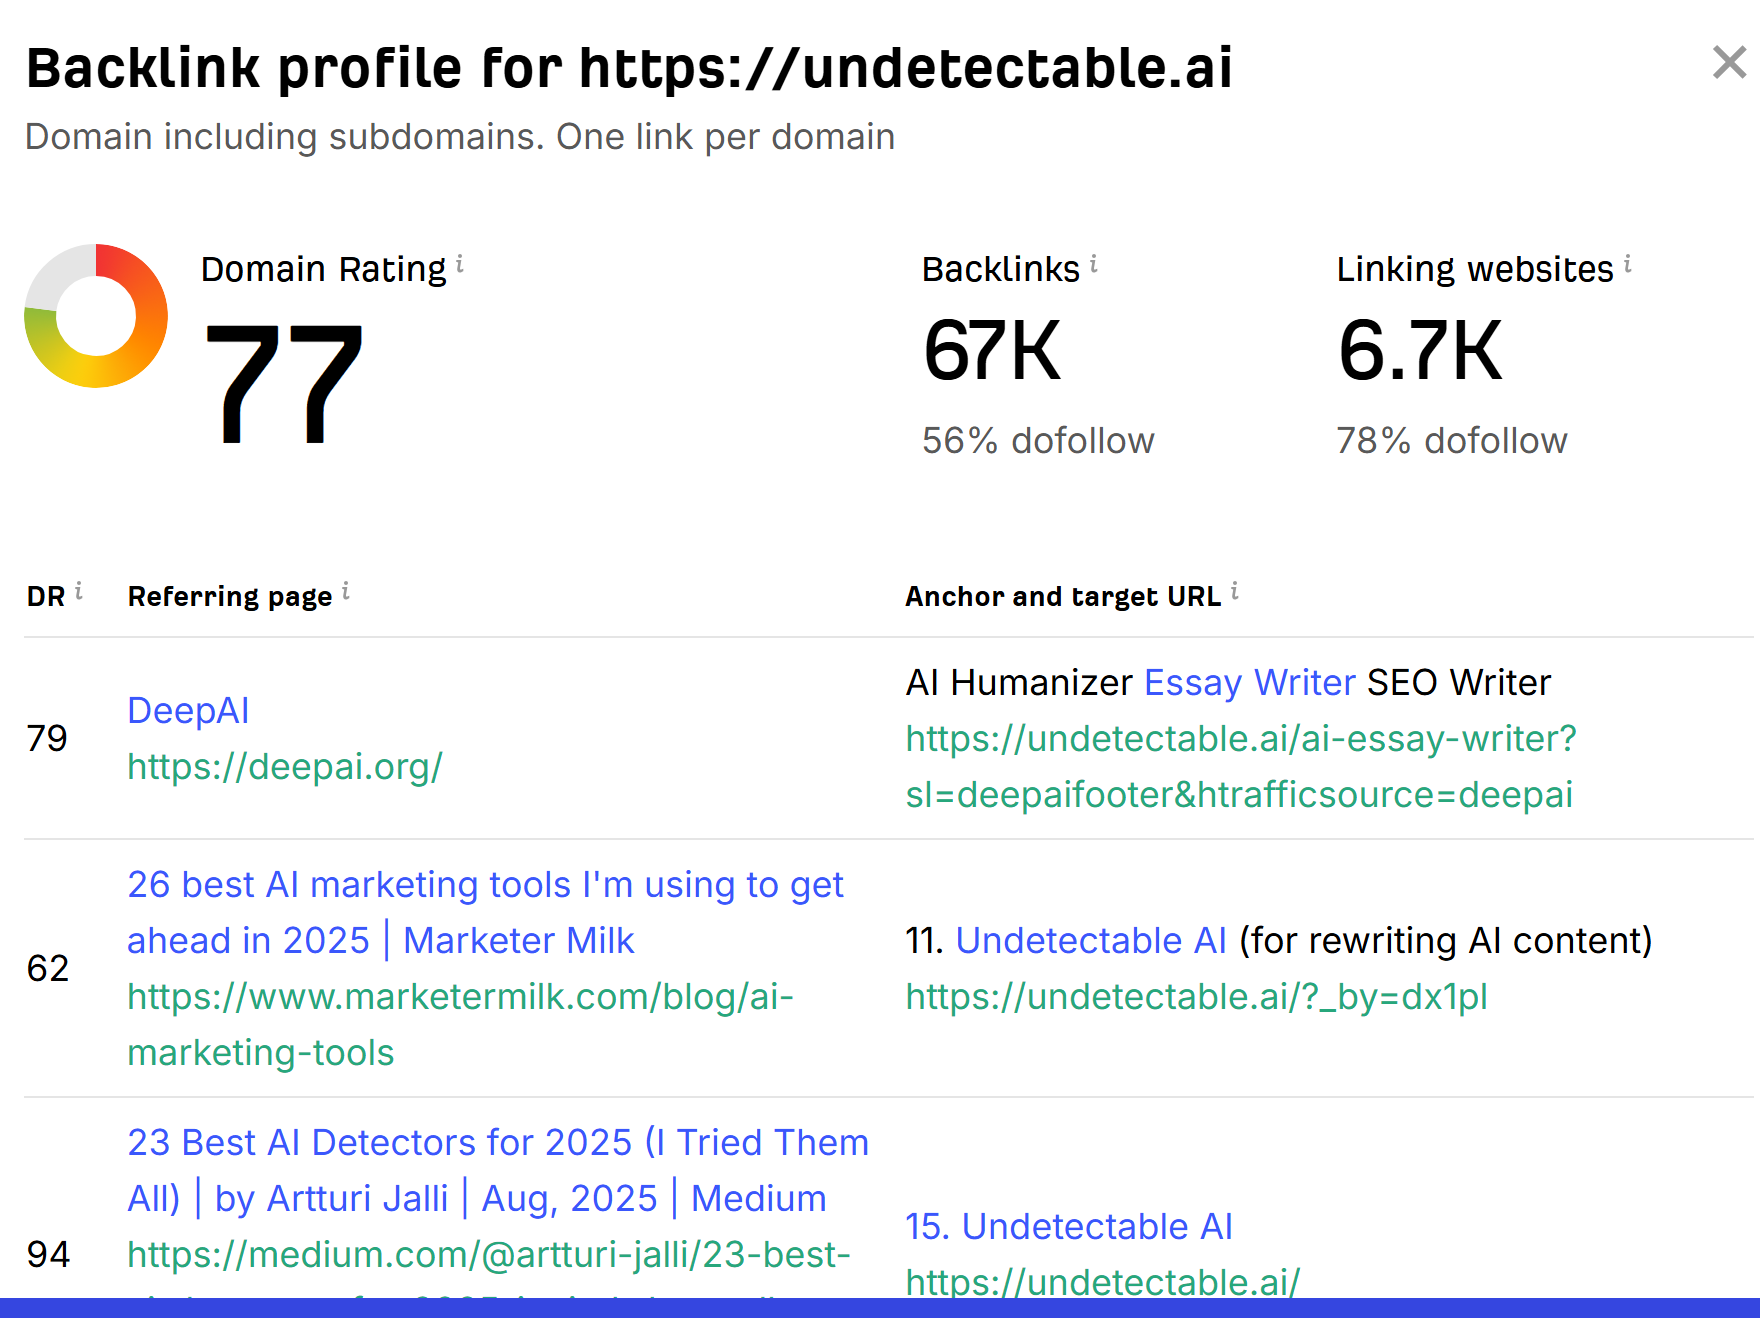 Backlink profile for https://undetectable.ai
Domain including subdomains. One link per domain
Domain Rating i
77
Backlinks i
67K
56% dofollow
Linking websites i
6.7K
78% dofollow
DR i
Referring page i
Anchor and target URL i
79
DeepAI
https://deepai.org/
AI Humanizer Essay Writer SEO Writer
https://undetectable.ai/ai-essay-writer?
sl=deepaifooter&htrafficsource=deepai
62
26 best AI marketing tools I'm using to get
ahead in 2025 | Marketer Milk
https://www.marketermilk.com/blog/ai-
marketing-tools
11. Undetectable AI (for rewriting AI content)
https://undetectable.ai/?_by=dx1pl
94
23 Best AI Detectors for 2025 (I Tried Them
All) | by Artturi Jalli | Aug, 2025 | Medium
https://medium.com/@artturi-jalli/23-best-
15. Undetectable AI
https://undetectable.ai/